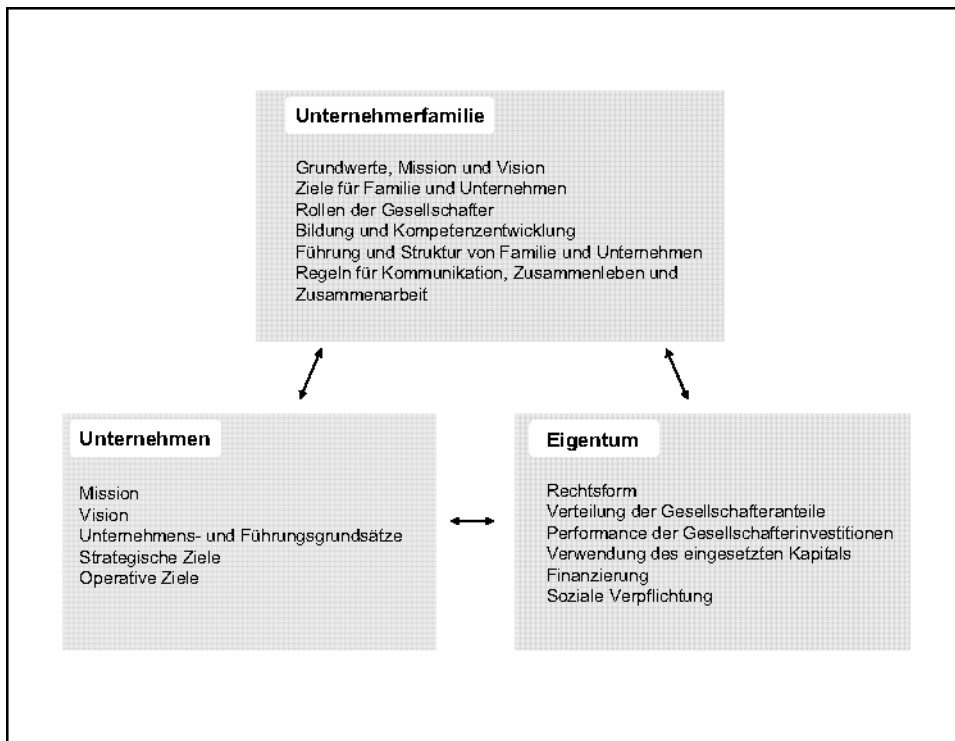 Unternehmerfamilie
Grundwerte, Mission und Vision
Ziele für Familie und Unternehmen
Rollen der Gesellschafter
Bildung und Kompetenzentwicklung
Führung und Struktur von Familie und Unternehmen
Regeln für Kommunikation, Zusammenleben und
Zusammenarbeit
Unternehmen
Mission
Vision
Unternehmens- und Führungsgrundsätze
Strategische Ziele
Operative Ziele
Eigentum
Rechtsform
Verteilung der Gesellschafteranteile
Performance der Gesellschafterinvestitionen
Verwendung des eingesetzten Kapitals
Finanzierung
Soziale Verpflichtung